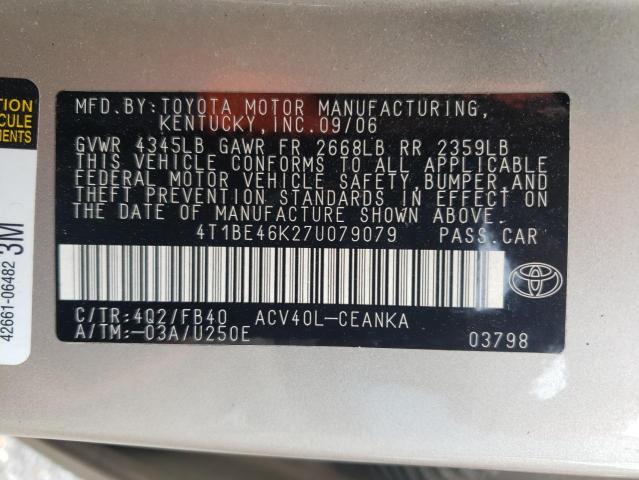 MFD.BY:TOYOTA MOTOR MANUFACTURING,
KENTUCKY,INC.09/06
GVWR 4345LB GAWR FR 2668LB RR 2359LB
THIS VEHICLE CONFORMS TO ALL APPLICABLE
FEDERAL MOTOR VEHICLE SAFETY,BUMPER,AND
THEFT PREVENTION STANDARDS IN EFFECT ON
THE DATE OF MANUFACTURE SHOWN ABOVE.
4T1BE46K27U079079 PASS.CAR
C/TR:4Q2/FB40 ACV40L-CEANKA
A/TM:-03A/U250E 03798
TION
ICULE
MENTS
42661-06482 3M